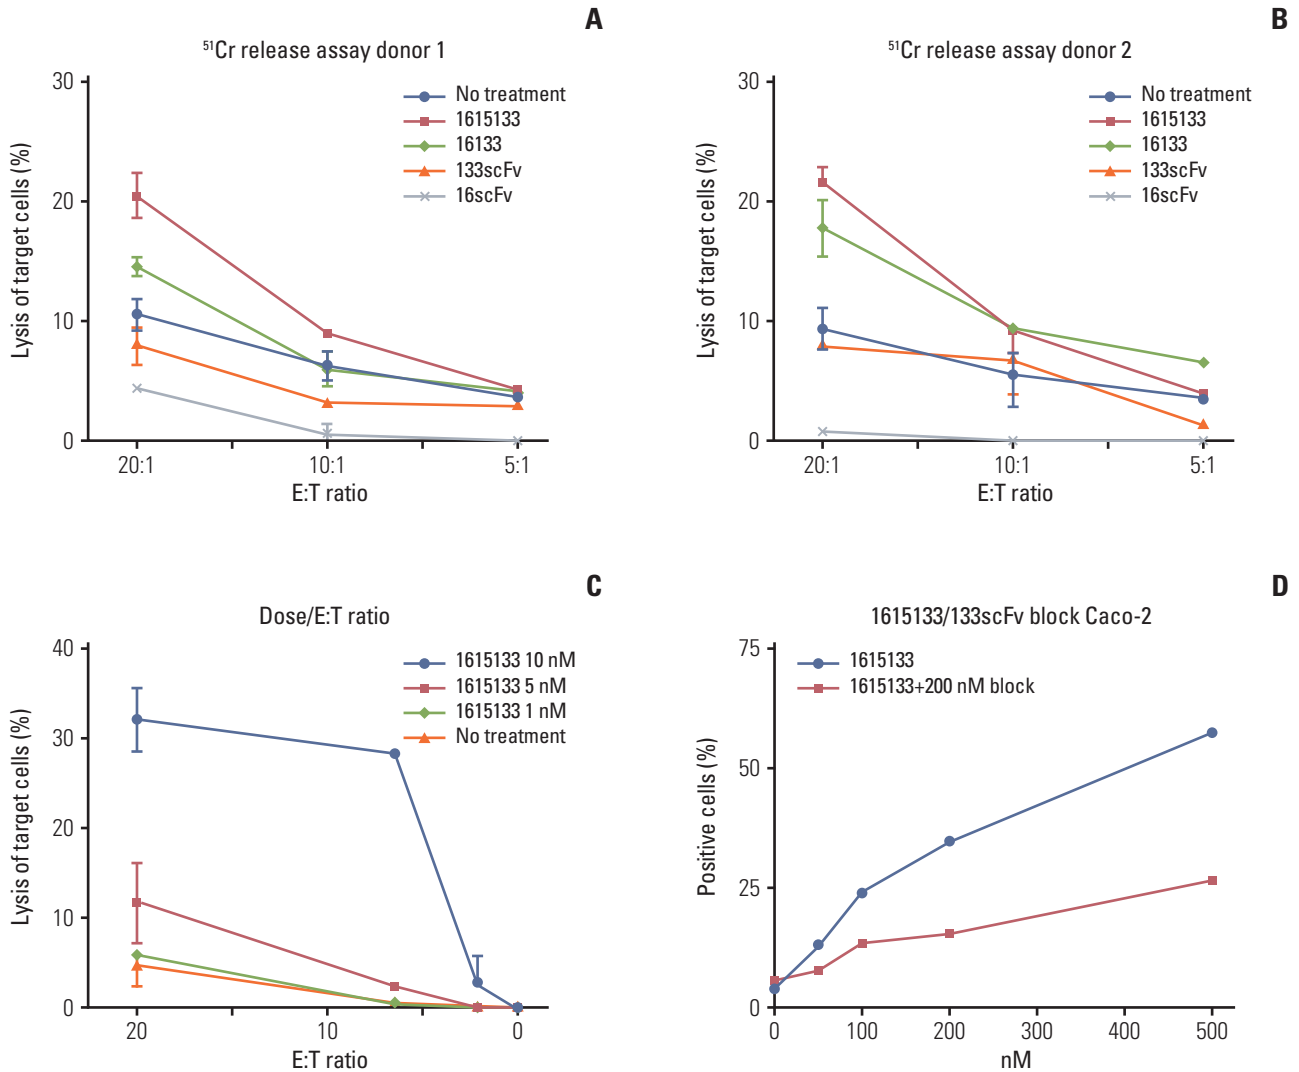 A
⁵¹Cr release assay donor 1
30
20
10
0
Lysis of target cells (%)
No treatment
1615133
16133
133scFv
16scFv
20:1
10:1
5:1
E:T ratio
B
⁵¹Cr release assay donor 2
30
20
10
0
Lysis of target cells (%)
No treatment
1615133
16133
133scFv
16scFv
20:1
10:1
5:1
E:T ratio
C
Dose/E:T ratio
40
30
20
10
0
Lysis of target cells (%)
1615133 10 nM
1615133 5 nM
1615133 1 nM
No treatment
20
10
0
E:T ratio
D
1615133/133scFv block Caco-2
75
50
25
0
Positive cells (%)
1615133
1615133+200 nM block
0
100
200
300
400
500
nM